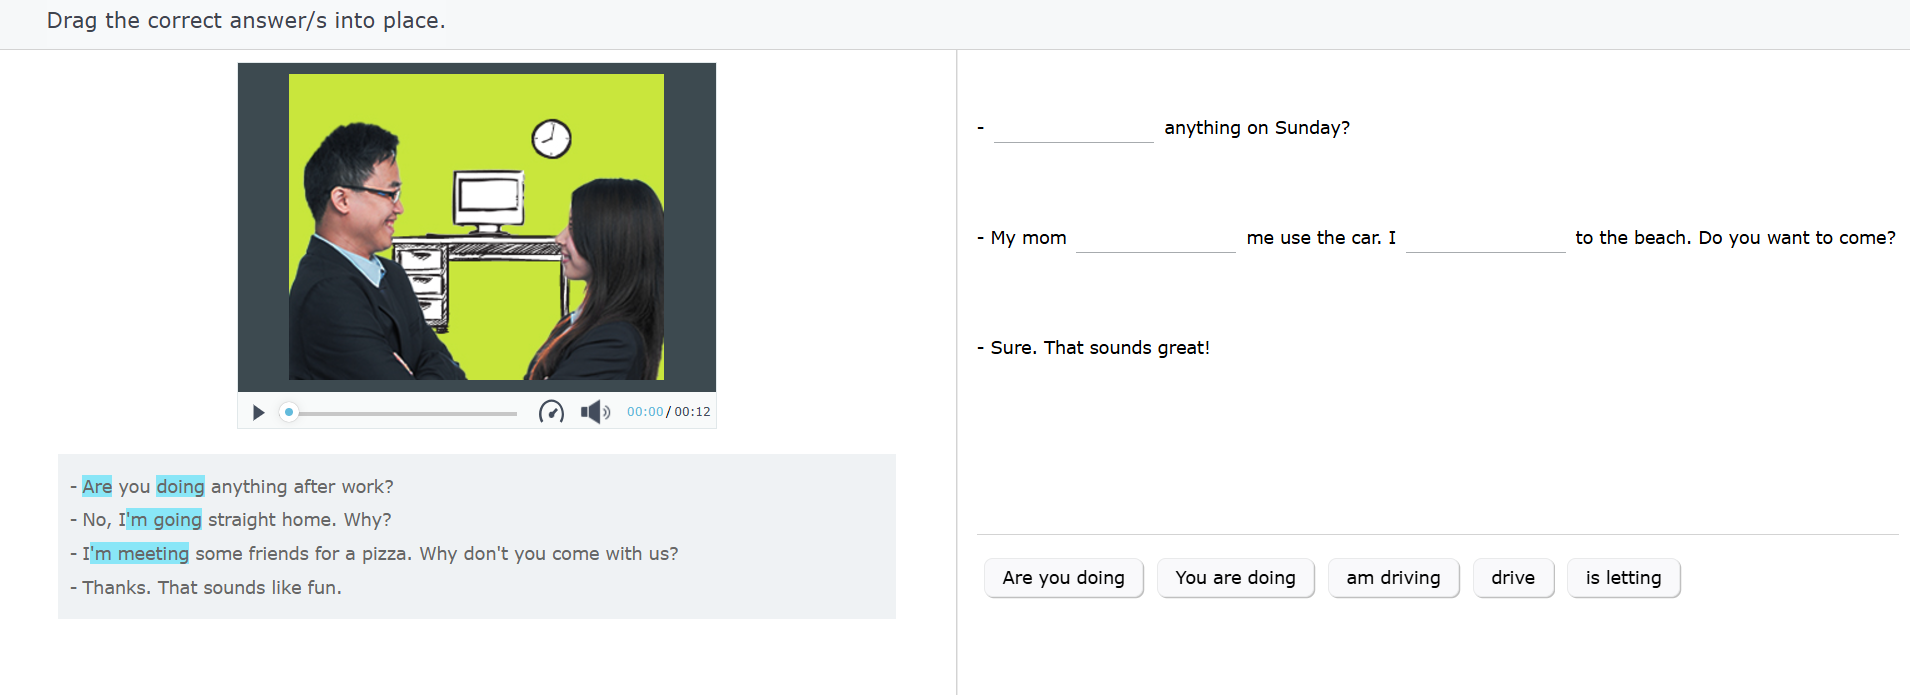 Drag the correct answer/s into place.
00:00 / 00:12
- Are you doing anything after work?
- No, I'm going straight home. Why?
- I'm meeting some friends for a pizza. Why don't you come with us?
- Thanks. That sounds like fun.
- ________ anything on Sunday?
- My mom ________ me use the car. I ________ to the beach. Do you want to come?
- Sure. That sounds great!
Are you doing You are doing am driving drive is letting